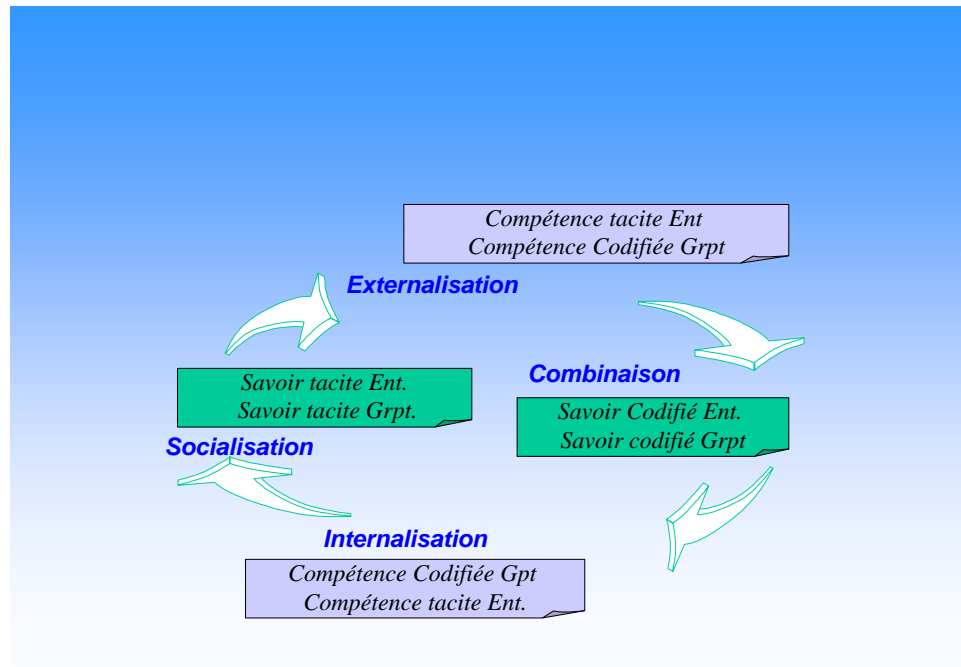 Compétence tacite Ent
Compétence Codifiée Grpt
Externalisation
Combinaison
Savoir tacite Ent.
Savoir tacite Grpt.
Savoir Codifié Ent.
Savoir codifié Grpt
Socialisation
Internalisation
Compétence Codifiée Gpt
Compétence tacite Ent.